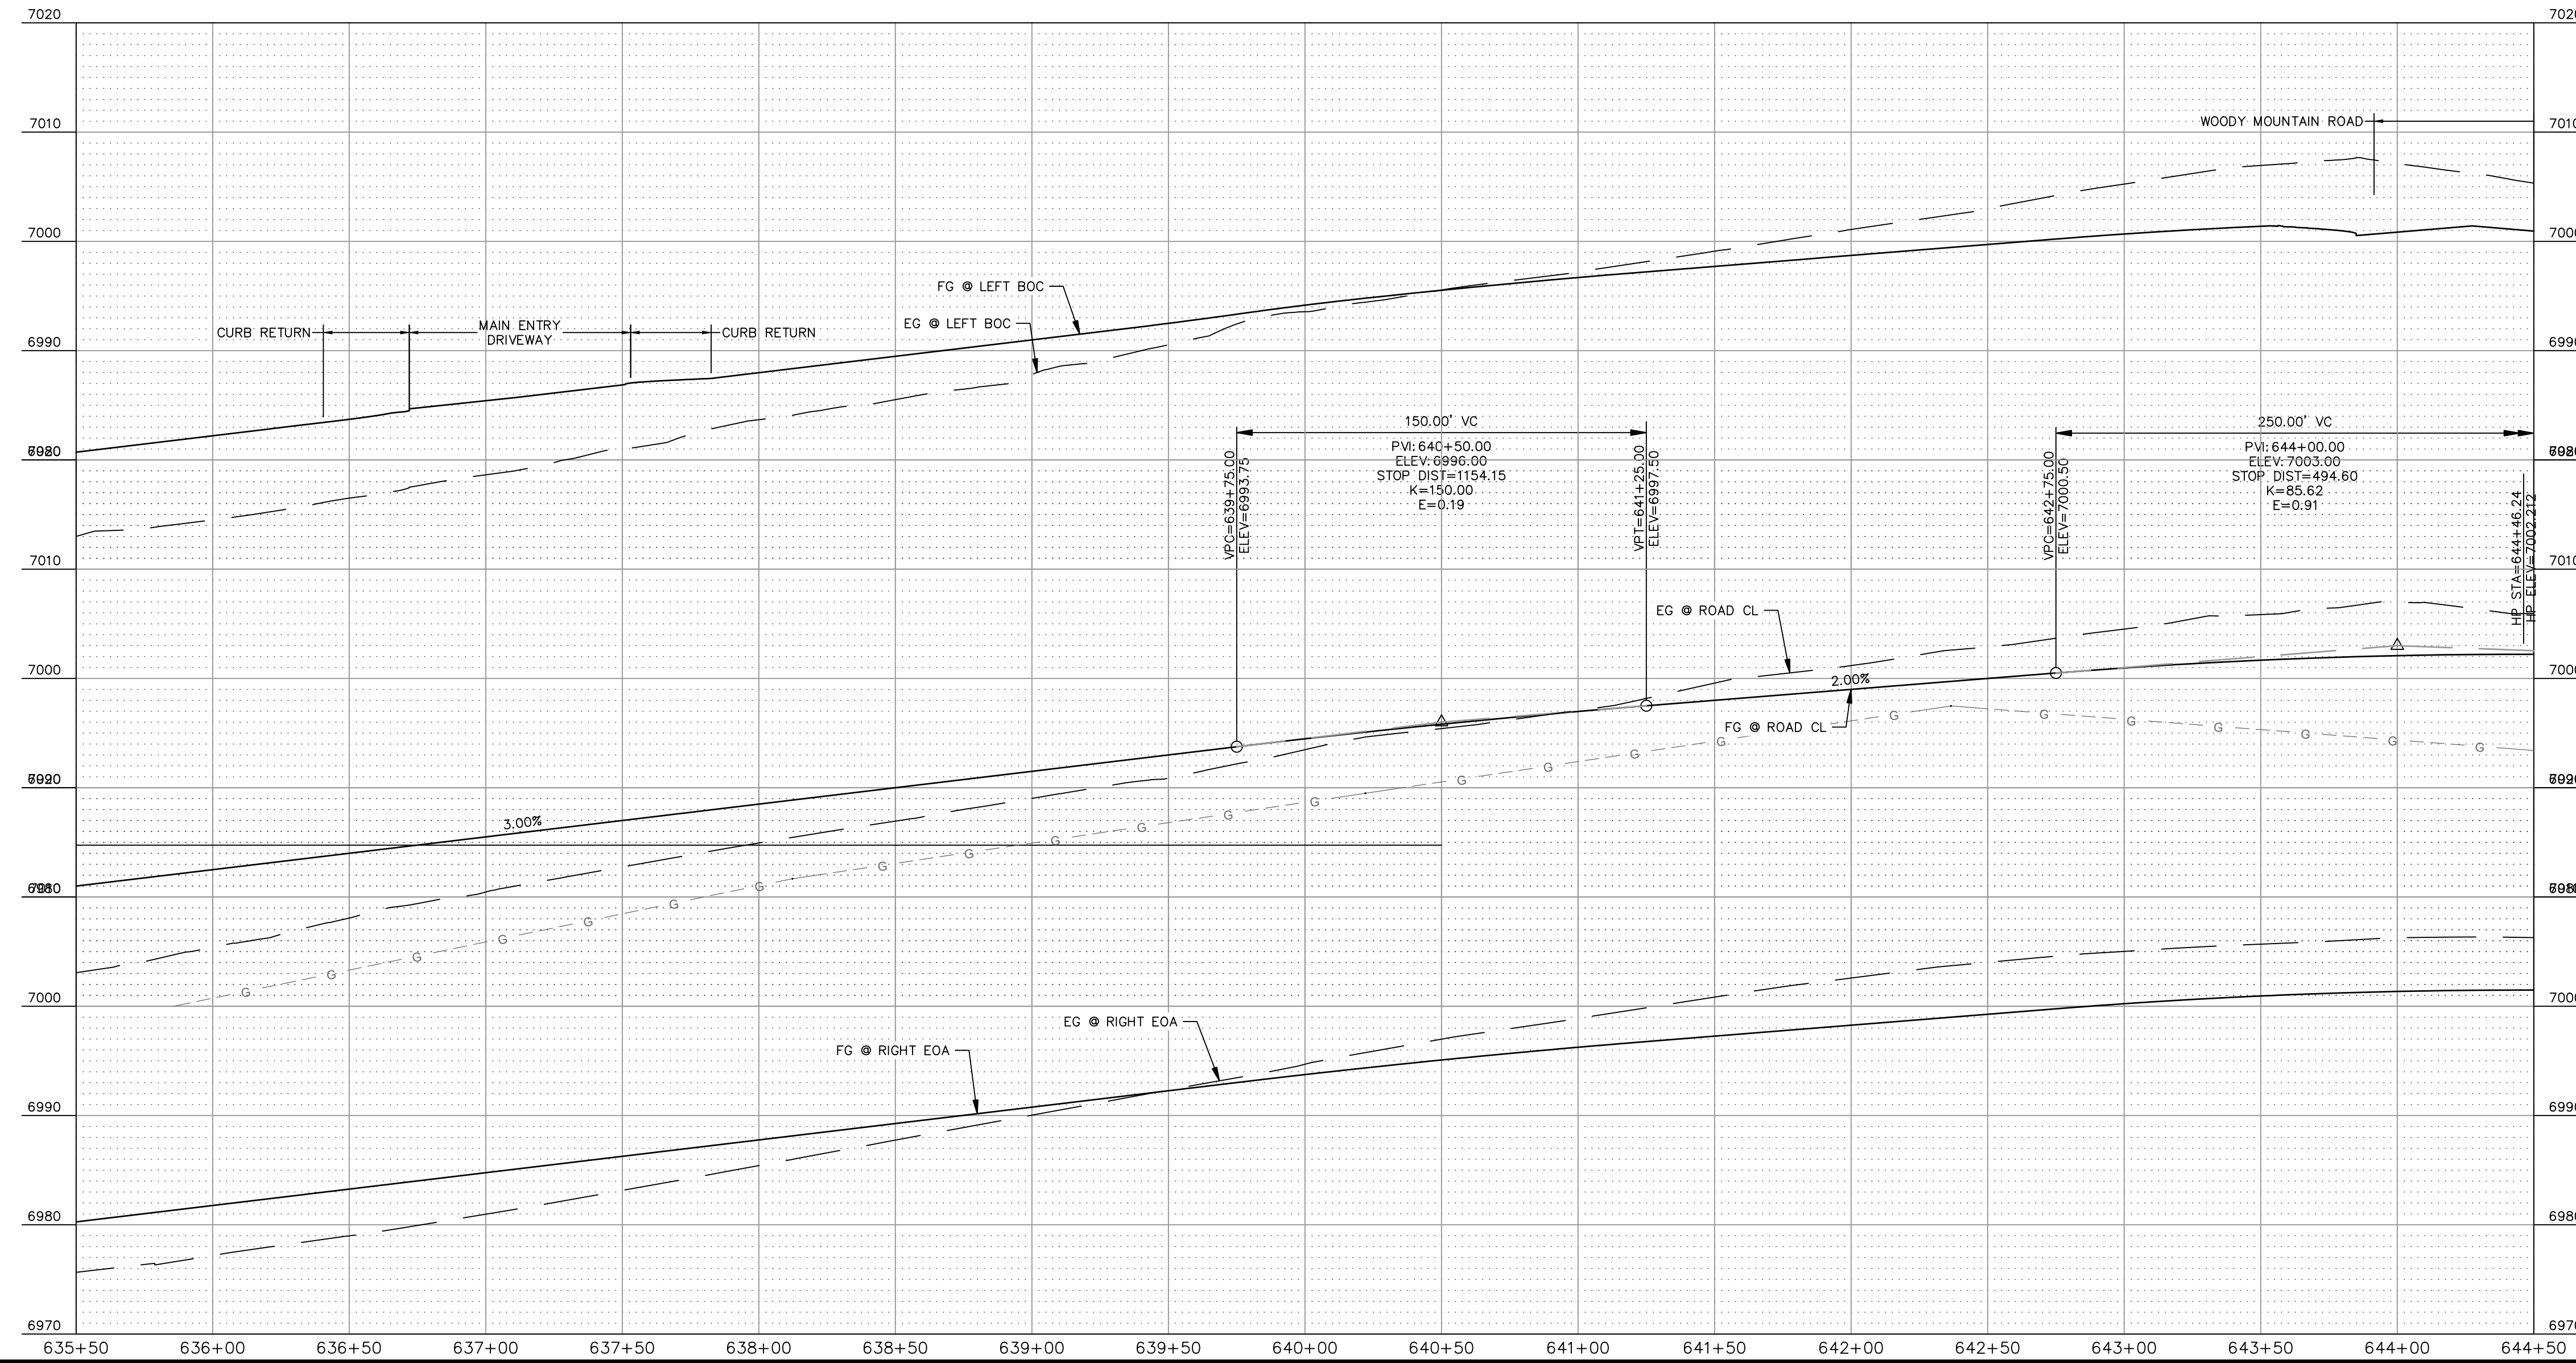 7020 7020
7010 7010
WOODY MOUNTAIN ROAD
7000 7000
FG @ LEFT BOC
EG @ LEFT BOC
CURB RETURN
MAIN ENTRY
DRIVEWAY
CURB RETURN
6990 6990
150.00' VC
PVI: 640+50.00
ELEV: 6996.00
STOP DIST=1154.15
K=150.00
E=0.19
VPC=639+75.00
ELEV=6993.75
VPT=641+25.00
ELEV=6997.50
250.00' VC
PVI: 644+00.00
ELEV: 7003.00
STOP DIST=494.60
K=85.62
E=0.91
VPC=642+75.00
ELEV=7000.50
HP STA=644+46.24
HP ELEV=7002.212
7010 7010
EG @ ROAD CL
7000 7000
2.00%
FG @ ROAD CL
3.00%
G G G G G G G G G G G G G G G G G G G G G G G G G G
7000 7000
EG @ RIGHT EOA
FG @ RIGHT EOA
6990 6990
6980 6980
6970 6970
635+50 636+00 636+50 637+00 637+50 638+00 638+50 639+00 639+50 640+00 640+50 641+00 641+50 642+00 642+50 643+00 643+50 644+00 644+50